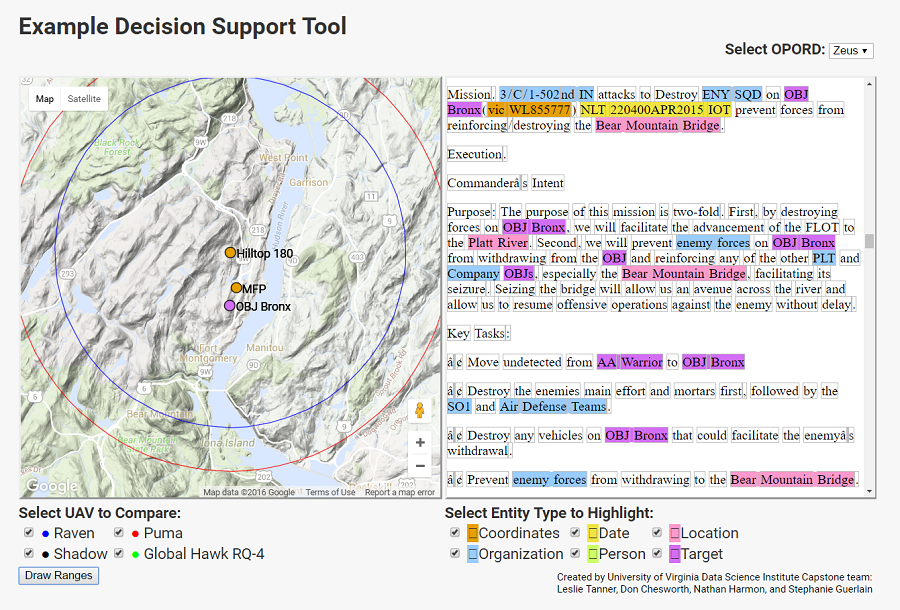 Example Decision Support Tool
Select OPORD: Zeus ▾
Map Satellite
Black Rock
Forest
9W
West Point
Garrison
11
9
218
Hudson River
218
Hilltop 180
293
403
MFP
OBJ Bronx
Fort
Montgomery
Manitou
9D
6
6
9W
Bear Mountain
Bear Mountain
State Park
ona Island
9
202
202
Google
Map data ©2016 Google Terms of Use Report a map error
Mission. 3/C/1-502nd IN attacks to Destroy ENY SQD on OBJ
Bronx(vic WL855777) NLT 220400APR2015 IOT prevent forces from
reinforcing/destroying the Bear Mountain Bridge.
Execution.
Commanderâs Intent
Purpose: The purpose of this mission is two-fold. First, by destroying
forces on OBJ Bronx, we will facilitate the advancement of the FLOT to
the Platt River. Second, we will prevent enemy forces on OBJ Bronx
from withdrawing from the OBJ and reinforcing any of the other PLT and
Company OBJs, especially the Bear Mountain Bridge, facilitating its
seizure. Seizing the bridge will allow us an avenue across the river and
allow us to resume offensive operations against the enemy without delay.
Key Tasks:
â¢ Move undetected from AA Warrior to OBJ Bronx
â¢ Destroy the enemies main effort and mortars first, followed by the
SO1 and Air Defense Teams.
â¢ Destroy any vehicles on OBJ Bronx that could facilitate the enemyâs
withdrawal.
â¢ Prevent enemy forces from withdrawing to the Bear Mountain Bridge.
Select UAV to Compare:
Raven Puma
Shadow Global Hawk RQ-4
Draw Ranges
Select Entity Type to Highlight:
Coordinates Date Location
Organization Person Target
Created by University of Virginia Data Science Institute Capstone team:
Leslie Tanner, Don Chesworth, Nathan Harmon, and Stephanie Guerlain